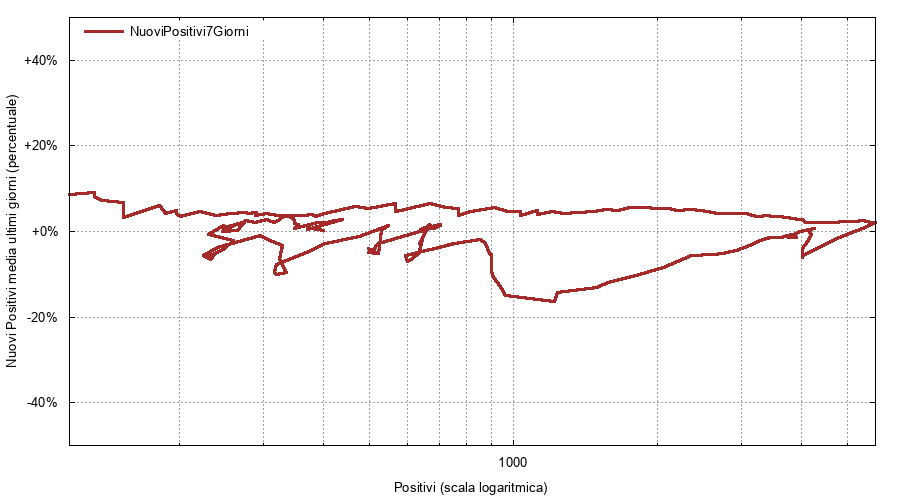 NuoviPositivi7Giorni
+40%
+20%
+0%
-20%
-40%
Nuovi Positivi media ultimi giorni (percentuale)
1000
Positivi (scala logaritmica)